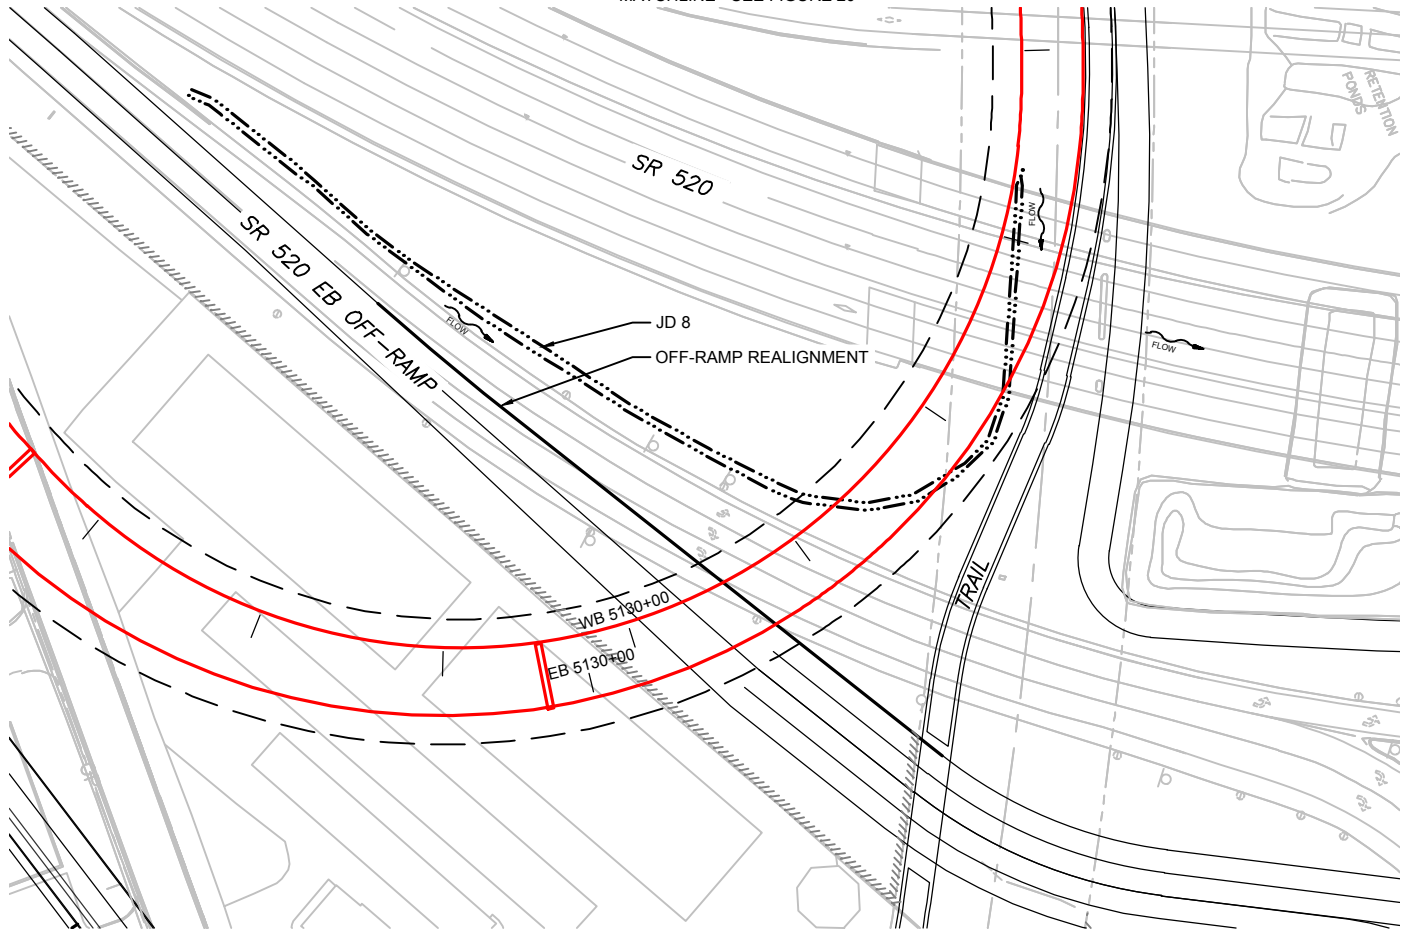 RETENTION
PONDS
SR 520
FLOW
SR 520 EB OFF-RAMP
FLOW
JD 8
FLOW
OFF-RAMP REALIGNMENT
TRAIL
WB 5130+00
EB 5130+00